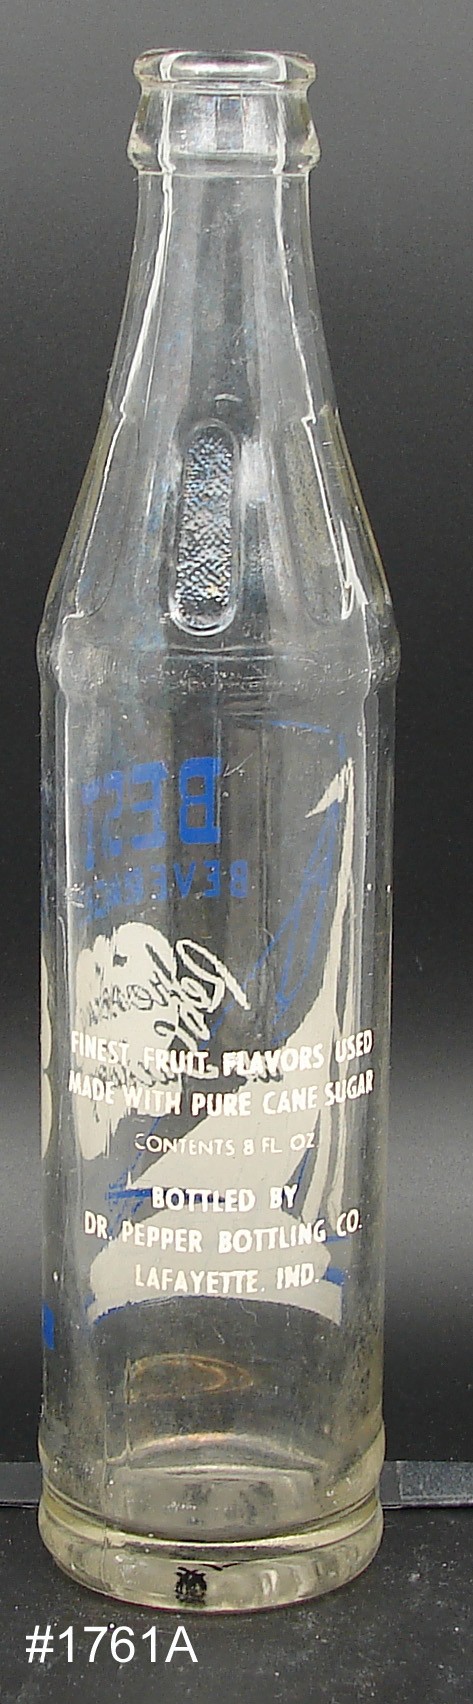 BEST
BEVERAGE
FINEST FRUIT FLAVORS USED
MADE WITH PURE CANE SUGAR
CONTENTS 8 FL. OZ.
BOTTLED BY
DR. PEPPER BOTTLING CO.
LAFAYETTE, IND.
#1761A